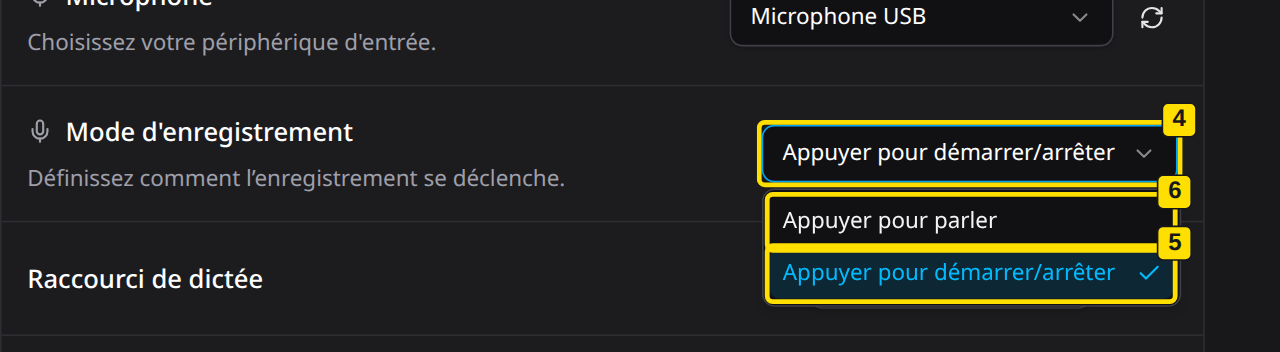 Microphone
Microphone USB
Choisissez votre périphérique d'entrée.
Mode d'enregistrement
4
Appuyer pour démarrer/arrêter
Définissez comment l’enregistrement se déclenche.
6
Appuyer pour parler
5
Appuyer pour démarrer/arrêter
Raccourci de dictée